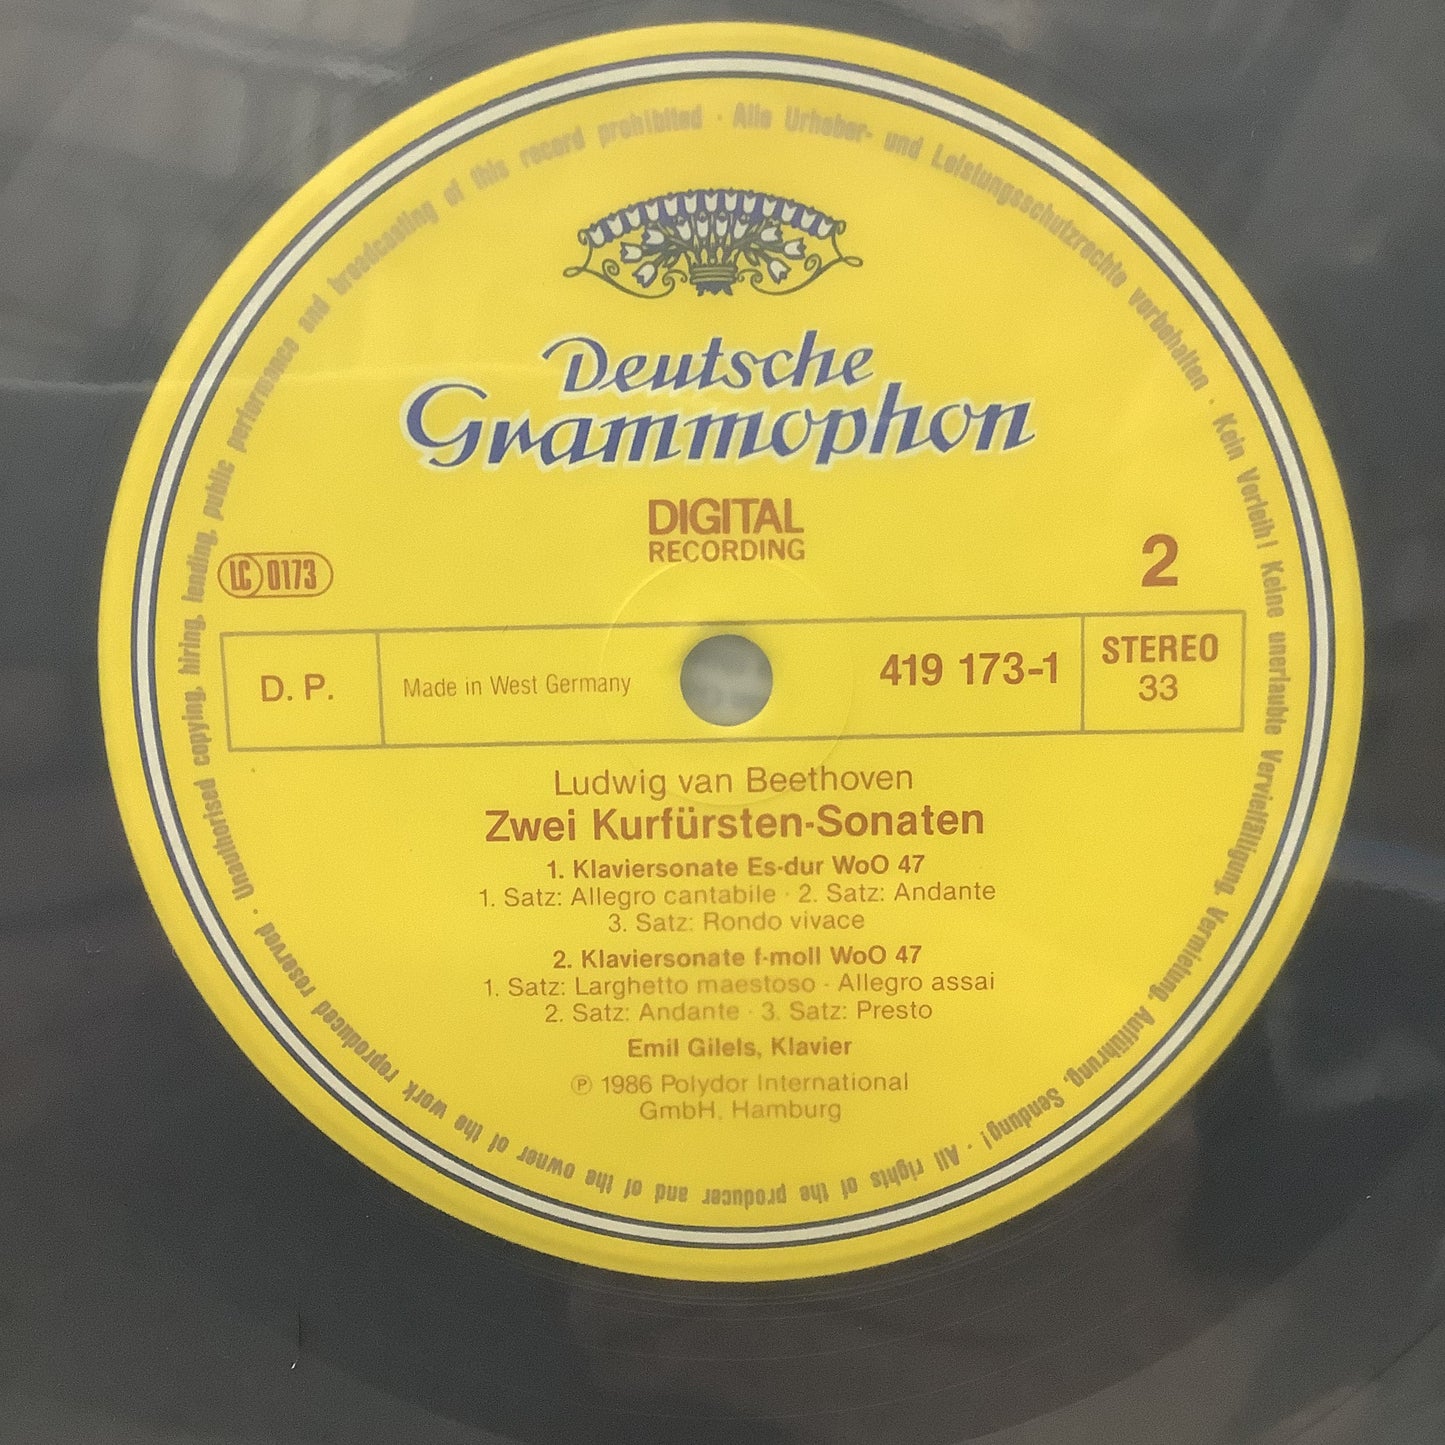 Deutsche
Grammophon
DIGITAL
RECORDING
LC 0173
2
D. P.
Made in West Germany
419 173-1
STEREO
33
Ludwig van Beethoven
Zwei Kurfürsten-Sonaten
1. Klaviersonate Es-dur WoO 47
1. Satz: Allegro cantabile · 2. Satz: Andante
3. Satz: Rondo vivace
2. Klaviersonate f-moll WoO 47
1. Satz: Larghetto maestoso - Allegro assai
2. Satz: Andante · 3. Satz: Presto
Emil Gilels, Klavier
℗ 1986 Polydor International
GmbH, Hamburg
Alle Urheber- und Leistungsschutzrechte vorbehalten · Kein Verleih! Keine unerlaubte Vervielfältigung, Vermietung, Aufführung, Sendung! · All rights of the producer and of the owner of the work reproduced reserved · Unauthorised copying, hiring, lending, public performance and broadcasting of this record prohibited ·